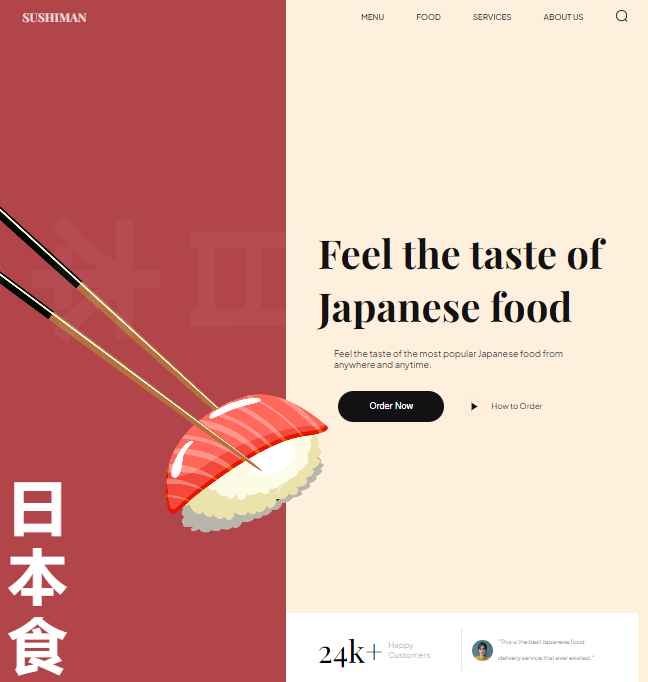 SUSHIMAN
MENU FOOD SERVICES ABOUT US
Feel the taste of
Japanese food
Feel the taste of the most popular Japanese food from
anywhere and anytime.
Order Now How to Order
日
本
食
24k+ Happy
Customers
"This is the best Japanese food
delivery service that ever existed."